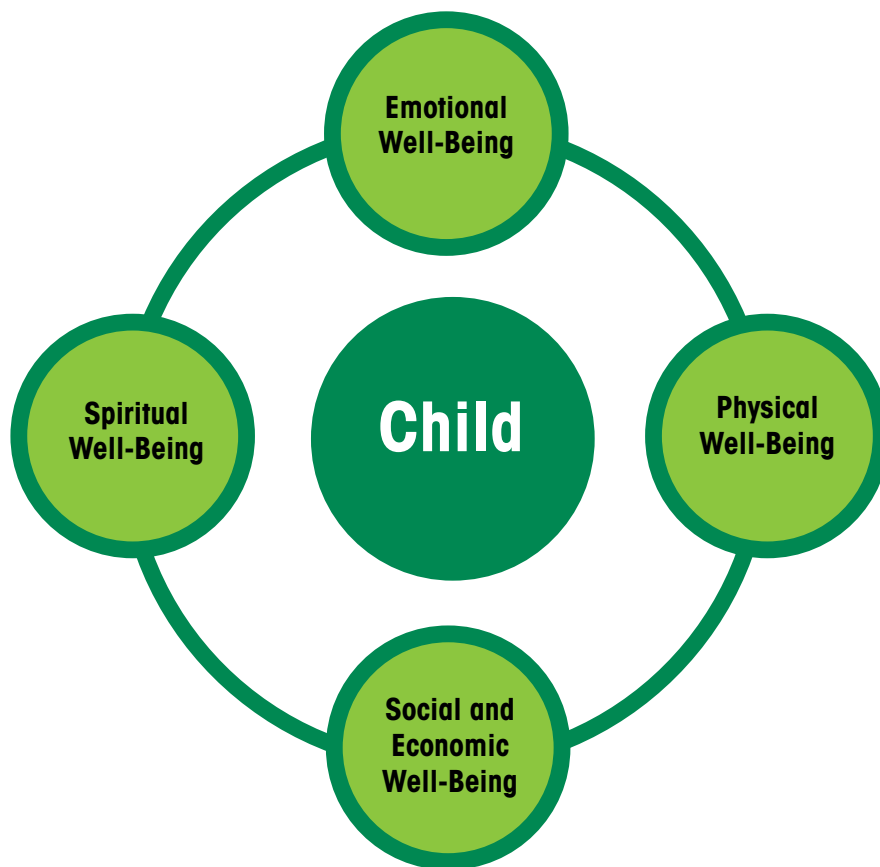 Emotional
Well-Being
Spiritual
Well-Being
Child
Physical
Well-Being
Social and
Economic
Well-Being